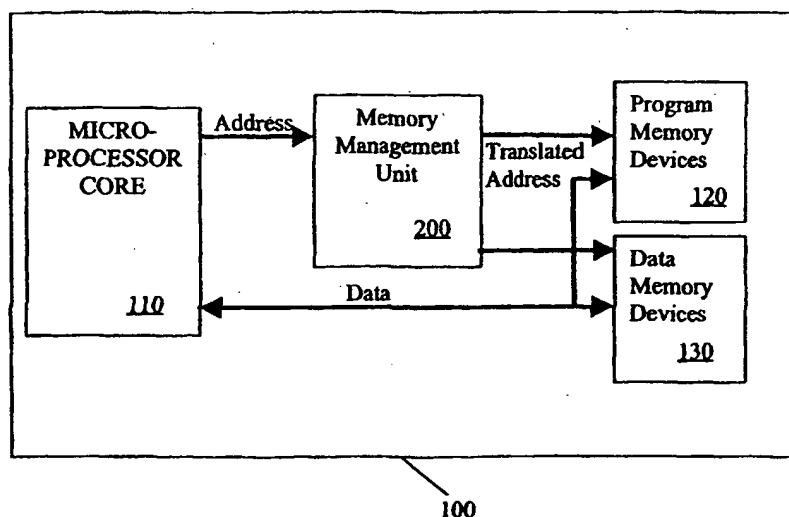 MICRO-
PROCESSOR
CORE
110
Address
Memory
Management
Unit
200
Translated
Address
Program
Memory
Devices
120
Data
Data
Memory
Devices
130
100